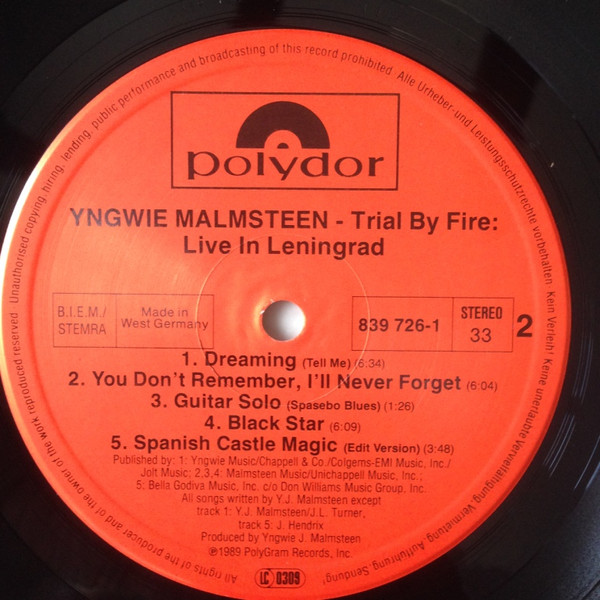 Unauthorised copying, hiring, lending, public performance and broadcasting of this record prohibited. Alle Urheber- und Leistungsschutzrechte vorbehalten. Kein Verleih! Keine unerlaubte Vervielfältigung, Vermietung, Aufführung, Sendung!
All rights of the producer and of the owner of the work reproduced reserved
polydor
YNGWIE MALMSTEEN - Trial By Fire:
Live In Leningrad
B.I.E.M./
STEMRA
Made in
West Germany
839 726-1
STEREO
33
2
1. Dreaming (Tell Me) (6:34)
2. You Don't Remember, I'll Never Forget (6:04)
3. Guitar Solo (Spasebo Blues) (1:26)
4. Black Star (6:09)
5. Spanish Castle Magic (Edit Version) (3:48)
Published by: 1: Yngwie Music/Chappell & Co./Colgems-EMI Music, Inc./
Jolt Music; 2,3,4: Malmsteen Music/Unichappell Music, Inc.;
5: Bella Godiva Music, Inc. c/o Don Williams Music Group. Inc.
All songs written by Y.J. Malmsteen except
track 1: Y.J. Malmsteen/J.L. Turner,
track 5: J. Hendrix
Produced by Yngwie J. Malmsteen
℗1989 PolyGram Records, Inc.
LC 0309